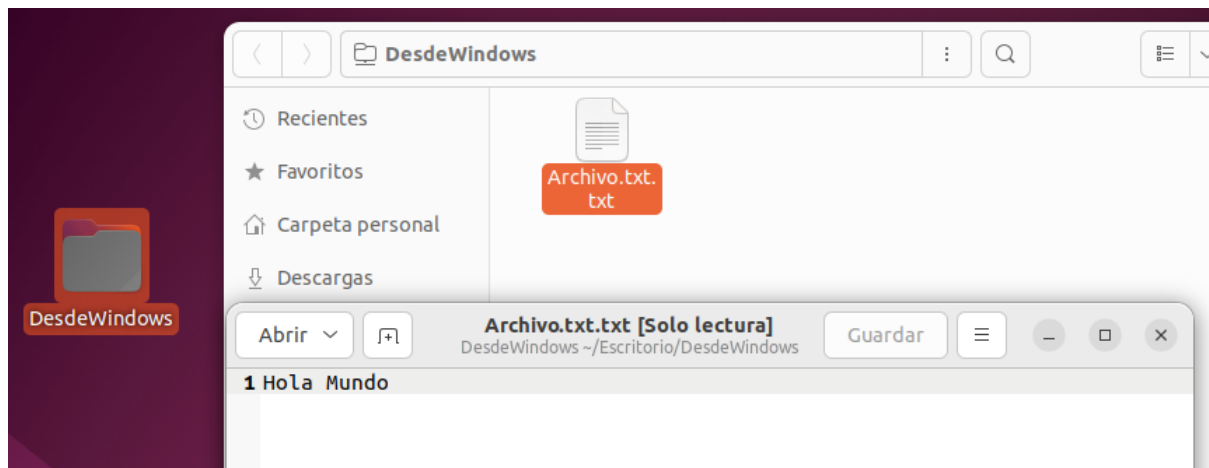 DesdeWindows
Recientes
Favoritos
Carpeta personal
Descargas
Archivo.txt.
txt
DesdeWindows
Abrir
Archivo.txt.txt [Solo lectura]
DesdeWindows ~/Escritorio/DesdeWindows
Guardar
1 Hola Mundo